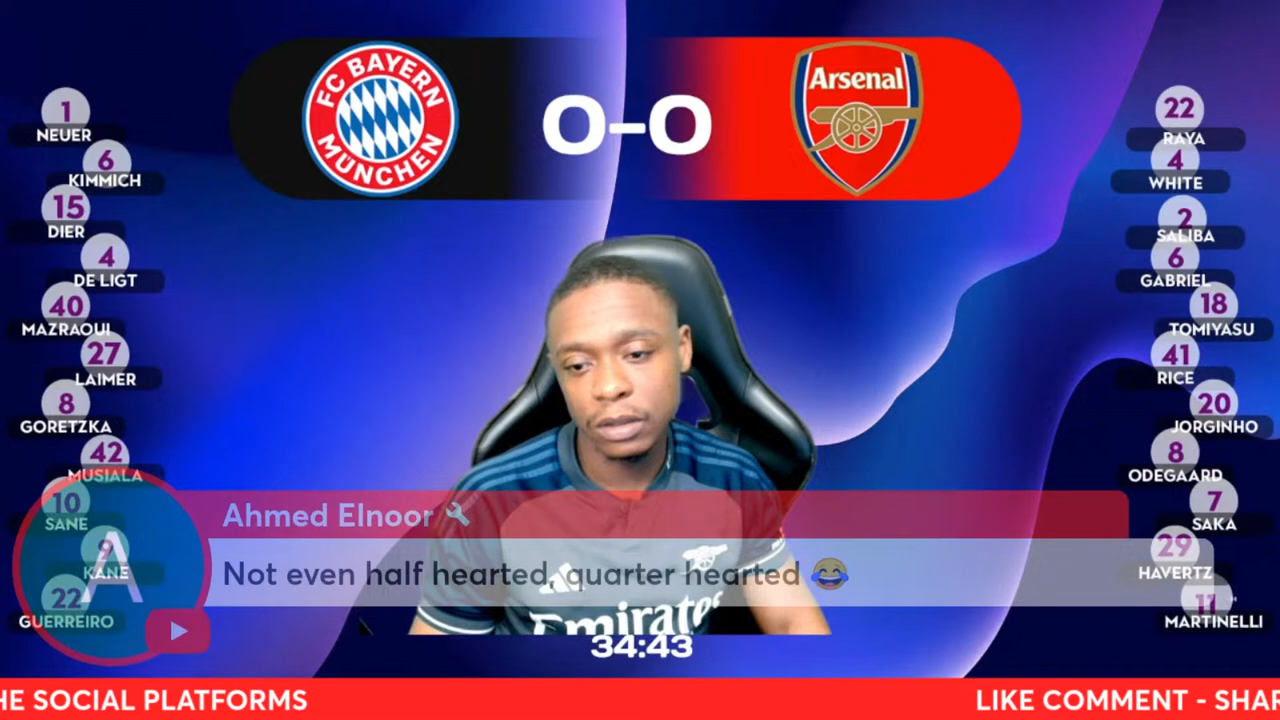 FC BAYERN
MÜNCHEN
0-0
Arsenal
1
NEUER
6
KIMMICH
15
DIER
4
DE LIGT
40
MAZRAOUI
27
LAIMER
8
GORETZKA
42
MUSIALA
10
SANE
9
KANE
22
GUERREIRO
22
RAYA
4
WHITE
2
SALIBA
6
GABRIEL
18
TOMIYASU
41
RICE
20
JORGINHO
8
ODEGAARD
7
SAKA
29
HAVERTZ
11
MARTINELLI
A
Ahmed Elnoor
Not even half hearted, quarter hearted 😂
Emirates
34:43
HE SOCIAL PLATFORMS
LIKE COMMENT - SHAR